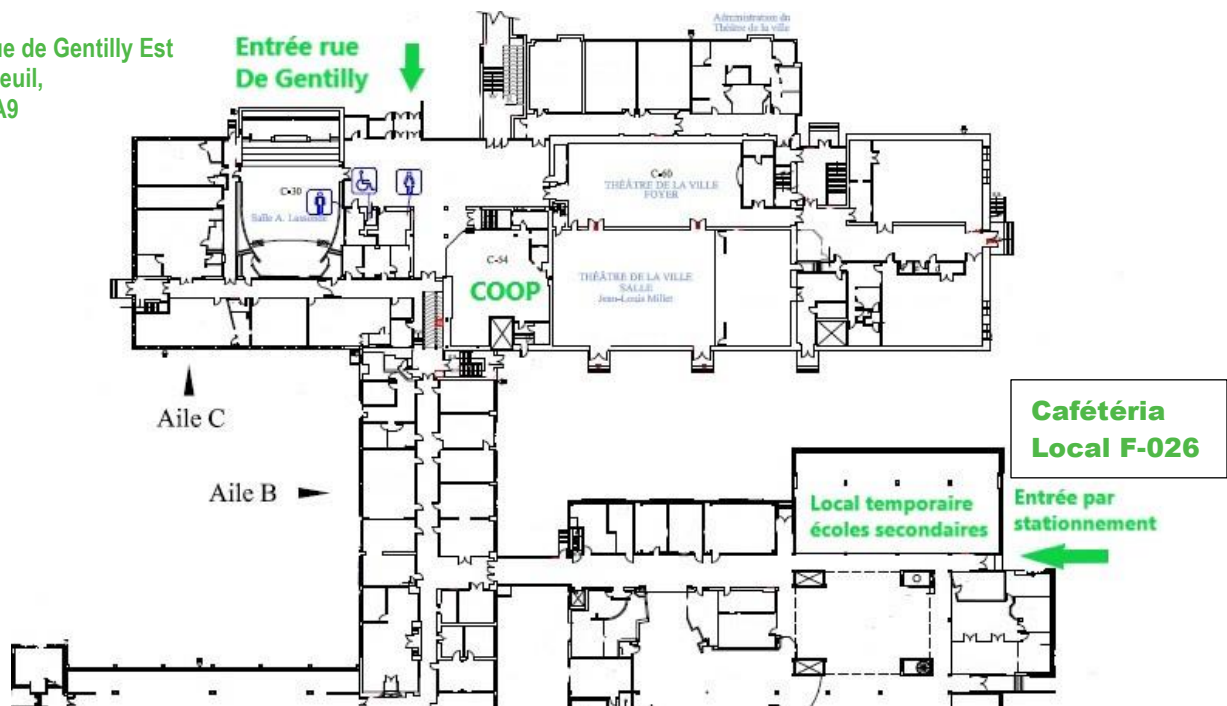 Administration du
Théâtre de la ville
ue de Gentilly Est
euil,
A9
Entrée rue
De Gentilly
C-30
Salle A. Lassonde
C-60
THÉÂTRE DE LA VILLE
FOYER
C-54
COOP
THÉÂTRE DE LA VILLE
SALLE
Jean-Louis Millet
Aile C
Aile B
Cafétéria
Local F-026
Local temporaire
écoles secondaires
Entrée par
stationnement